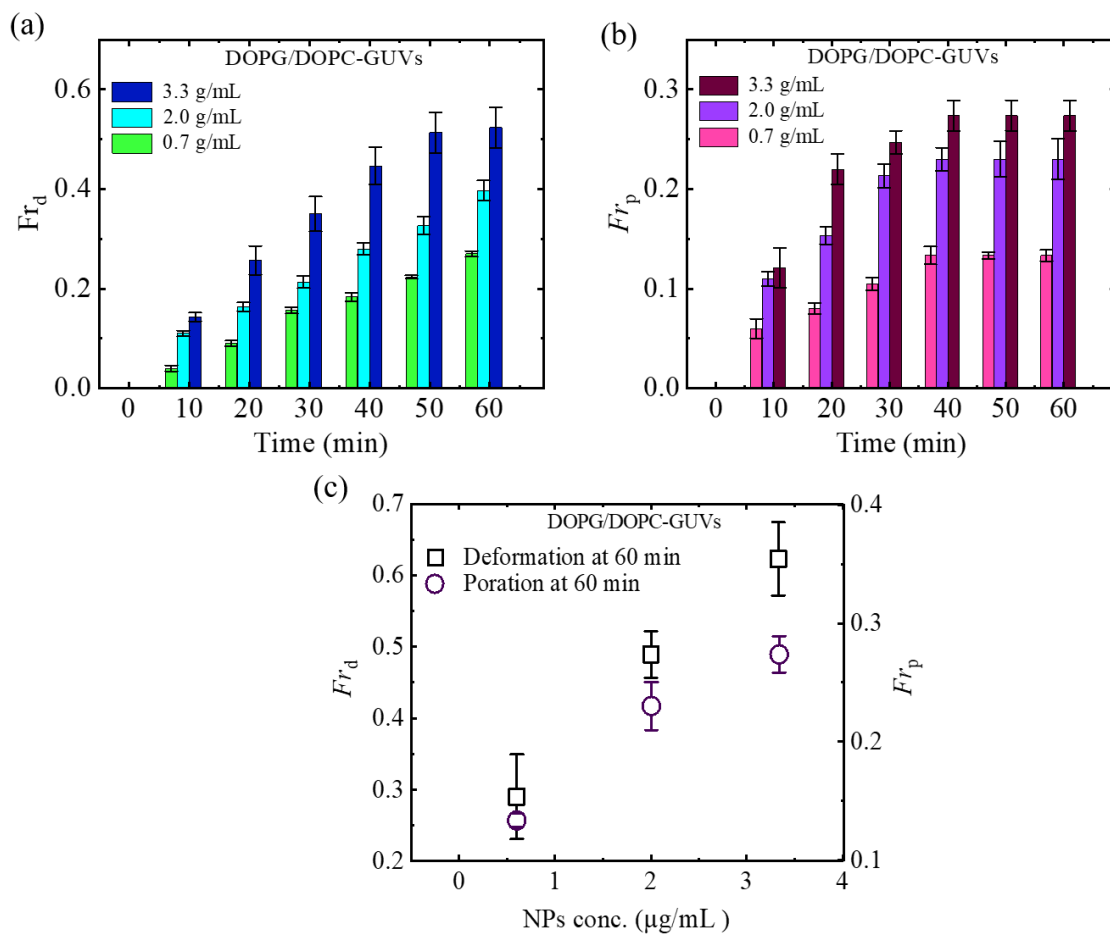 (a)
DOPG/DOPC-GUVs
3.3 g/mL
2.0 g/mL
0.7 g/mL
Fr_d
0.6
0.4
0.2
0.0
0 10 20 30 40 50 60
Time (min)
(b)
DOPG/DOPC-GUVs
3.3 g/mL
2.0 g/mL
0.7 g/mL
Fr_p
0.3
0.2
0.1
0.0
0 10 20 30 40 50 60
Time (min)
(c)
DOPG/DOPC-GUVs
Deformation at 60 min
Poration at 60 min
Fr_d
0.7
0.6
0.5
0.4
0.3
0.2
0.4
0.3
0.2
0.1
Fr_p
0 1 2 3 4
NPs conc. (µg/mL )